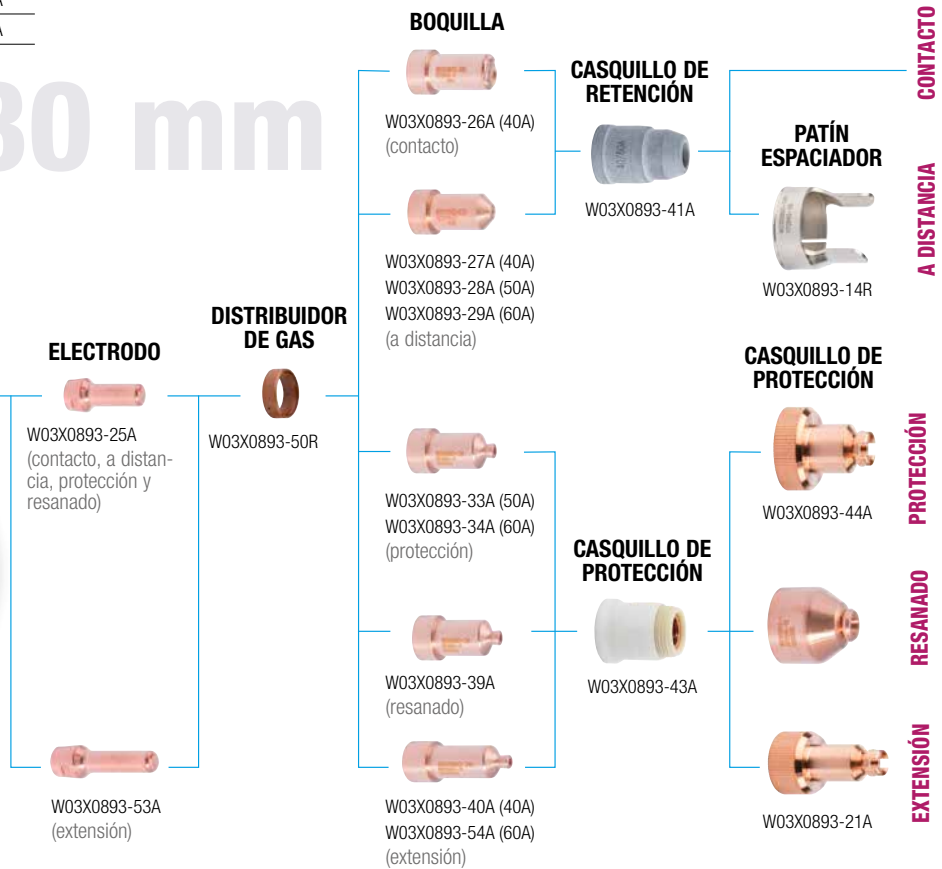 A
A
30 mm
BOQUILLA
W03X0893-26A (40A)
(contacto)
W03X0893-27A (40A)
W03X0893-28A (50A)
W03X0893-29A (60A)
(a distancia)
CASQUILLO DE
RETENCIÓN
W03X0893-41A
PATÍN
ESPACIADOR
W03X0893-14R
CONTACTO
A DISTANCIA
ELECTRODO
W03X0893-25A
(contacto, a distan-
cia, protección y
resanado)
W03X0893-53A
(extensión)
DISTRIBUIDOR
DE GAS
W03X0893-50R
W03X0893-33A (50A)
W03X0893-34A (60A)
(protección)
W03X0893-39A
(resanado)
W03X0893-40A (40A)
W03X0893-54A (60A)
(extensión)
CASQUILLO DE
PROTECCIÓN
W03X0893-43A
CASQUILLO DE
PROTECCIÓN
W03X0893-44A
W03X0893-21A
PROTECCIÓN
RESANADO
EXTENSIÓN